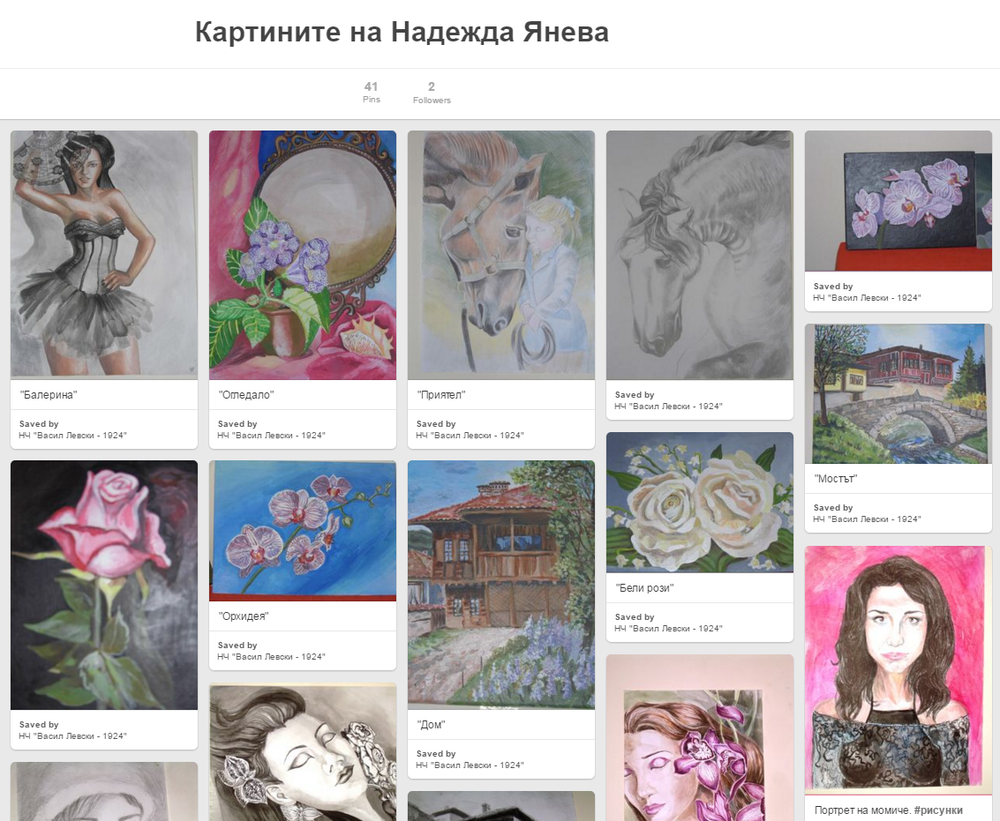 Картините на Надежда Янева
41
Pins
2
Followers
"Балерина"
Saved by
НЧ "Васил Левски - 1924"
"Огледало"
Saved by
НЧ "Васил Левски - 1924"
"Приятел"
Saved by
НЧ "Васил Левски - 1924"
Saved by
НЧ "Васил Левски - 1924"
Saved by
НЧ "Васил Левски - 1924"
"Мостът"
Saved by
НЧ "Васил Левски - 1924"
Saved by
НЧ "Васил Левски - 1924"
"Орхидея"
Saved by
НЧ "Васил Левски - 1924"
"Дом"
Saved by
НЧ "Васил Левски - 1924"
"Бели рози"
Saved by
НЧ "Васил Левски - 1924"
Портрет на момиче. #рисунки